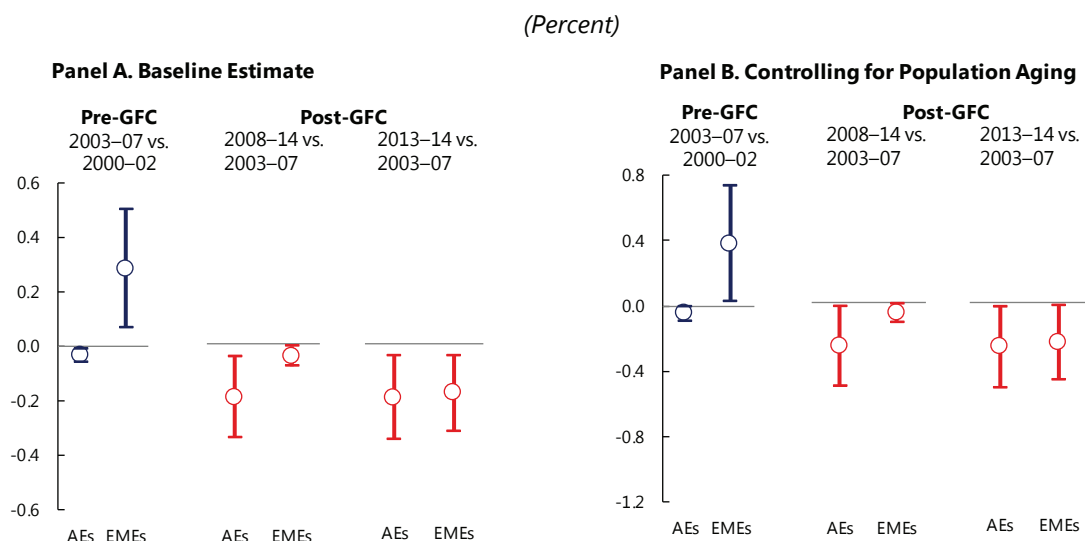 (Percent)
Panel A. Baseline Estimate
Pre-GFC
Post-GFC
2003–07 vs.
2000–02
2008–14 vs.
2003–07
2013–14 vs.
2003–07
0.6
0.4
0.2
0.0
-0.2
-0.4
-0.6
AEs EMEs
AEs EMEs
AEs EMEs
Panel B. Controlling for Population Aging
Pre-GFC
Post-GFC
2003–07 vs.
2000–02
2008–14 vs.
2003–07
2013–14 vs.
2003–07
0.8
0.4
0.0
-0.4
-0.8
-1.2
AEs EMEs
AEs EMEs
AEs EMEs